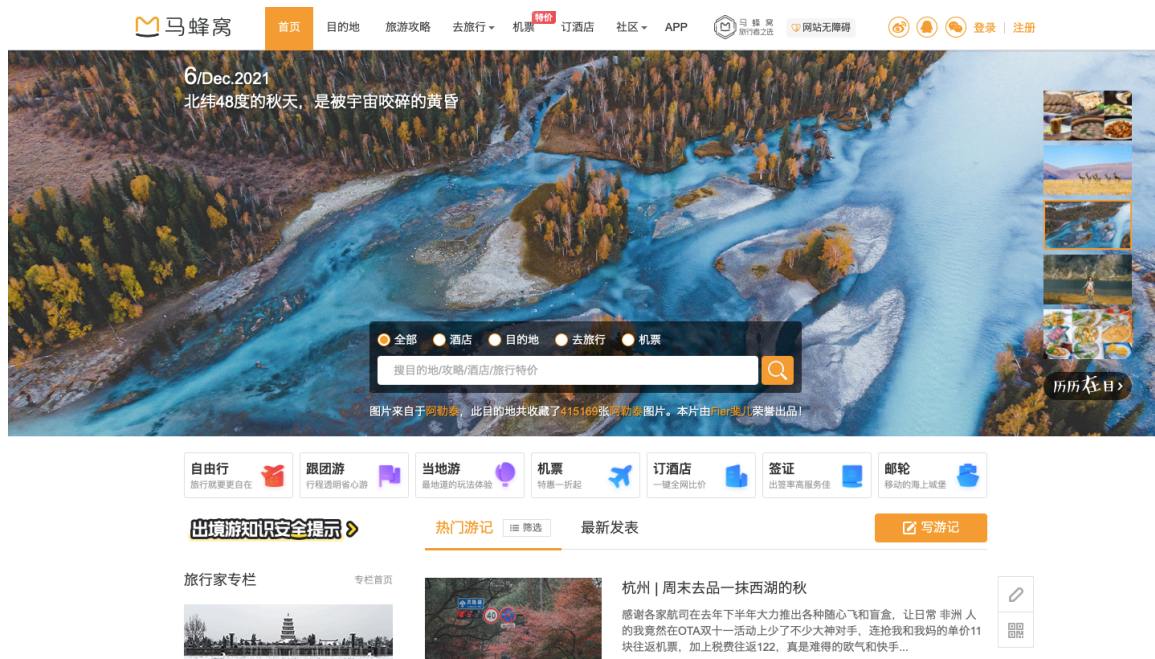 马蜂窝
首页
目的地
旅游攻略
去旅行
机票
特价
订酒店
社区
APP
马蜂窝
旅行者之选
网站无障碍
登录
注册
6/Dec.2021
北纬48度的秋天，是被宇宙咬碎的黄昏
全部
酒店
目的地
去旅行
机票
搜目的地/攻略/酒店/旅行特价
历历在目
图片来自于阿勒泰，此目的地共收藏了415169张阿勒泰图片。本片由Fier斐儿荣誉出品！
自由行
旅行就要更自在
跟团游
行程透明省心游
当地游
最地道的玩法体验
机票
特惠一折起
订酒店
一键全网比价
签证
出签率高服务佳
邮轮
移动的海上城堡
出境游知识安全提示
热门游记
筛选
最新发表
写游记
旅行家专栏
专栏首页
杭州 | 周末去品一抹西湖的秋
感谢各家航司在去年下半年大力推出各种随心飞和盲盒，让日常 非洲 人
的我竟然在OTA双十一活动上少了不少大神对手，连抢我和我妈的单价11
块往返机票，加上税费往返122，真是难得的欧气和快手...
40